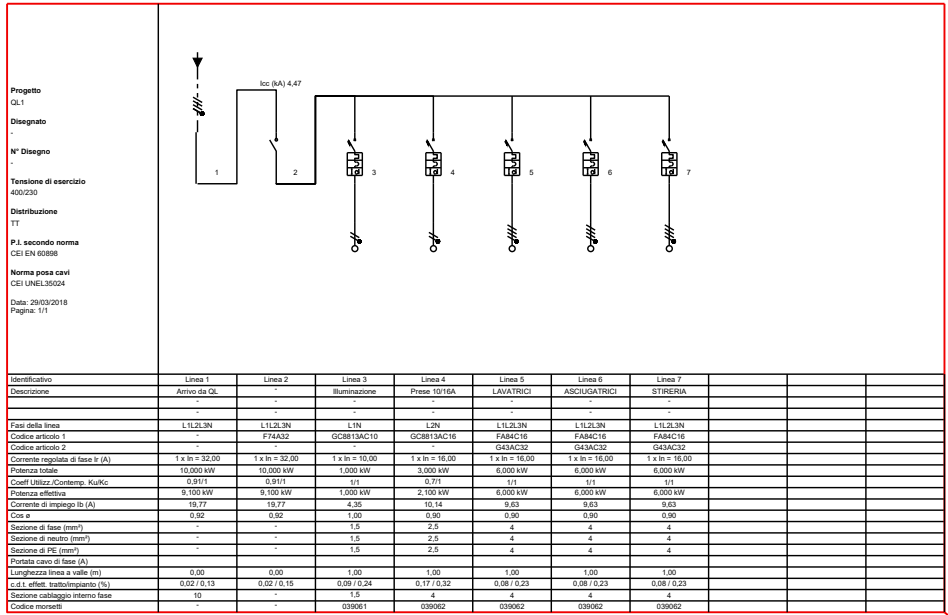 Progetto
QL1
Disegnato
-
N° Disegno
-
Tensione di esercizio
400/230
Distribuzione
TT
P.I. secondo norma
CEI EN 60898
Norma posa cavi
CEI UNEL35024
Data: 29/03/2018
Pagina: 1/1
Icc (kA) 4,47
1 2 3 4 5 6 7
Identificativo Linea 1 Linea 2 Linea 3 Linea 4 Linea 5 Linea 6 Linea 7
Descrizione Arrivo da QL - Illuminazione Prese 10/16A LAVATRICI ASCIUGATRICI STIRERIA
- - - - - - -
- - - - - - -
Fasi della linea L1L2L3N L1L2L3N L1N L2N L1L2L3N L1L2L3N L1L2L3N
Codice articolo 1 - F74A32 GC8813AC10 GC8813AC16 FA84C16 FA84C16 FA84C16
Codice articolo 2 - - - - G43AC32 G43AC32 G43AC32
Corrente regolata di fase Ir (A) 1 x In = 32,00 1 x In = 32,00 1 x In = 10,00 1 x In = 16,00 1 x In = 16,00 1 x In = 16,00 1 x In = 16,00
Potenza totale 10,000 kW 10,000 kW 1,000 kW 3,000 kW 6,000 kW 6,000 kW 6,000 kW
Coeff Utilizz./Contemp. Ku/Kc 0,91/1 0,91/1 1/1 0,7/1 1/1 1/1 1/1
Potenza effettiva 9,100 kW 9,100 kW 1,000 kW 2,100 kW 6,000 kW 6,000 kW 6,000 kW
Corrente di impiego Ib (A) 19,77 19,77 4,35 10,14 9,63 9,63 9,63
Cos ø 0,92 0,92 1,00 0,90 0,90 0,90 0,90
Sezione di fase (mm²) - - 1,5 2,5 4 4 4
Sezione di neutro (mm²) - - 1,5 2,5 4 4 4
Sezione di PE (mm²) - - 1,5 2,5 4 4 4
Portata cavo di fase (A)
Lunghezza linea a valle (m) 0,00 0,00 1,00 1,00 1,00 1,00 1,00
c.d.t. effett. tratto/impianto (%) 0,02 / 0,13 0,02 / 0,15 0,09 / 0,24 0,17 / 0,32 0,08 / 0,23 0,08 / 0,23 0,08 / 0,23
Sezione cablaggio interno fase 10 - 1,5 4 4 4 4
Codice morsetti - - 039061 039062 039062 039062 039062